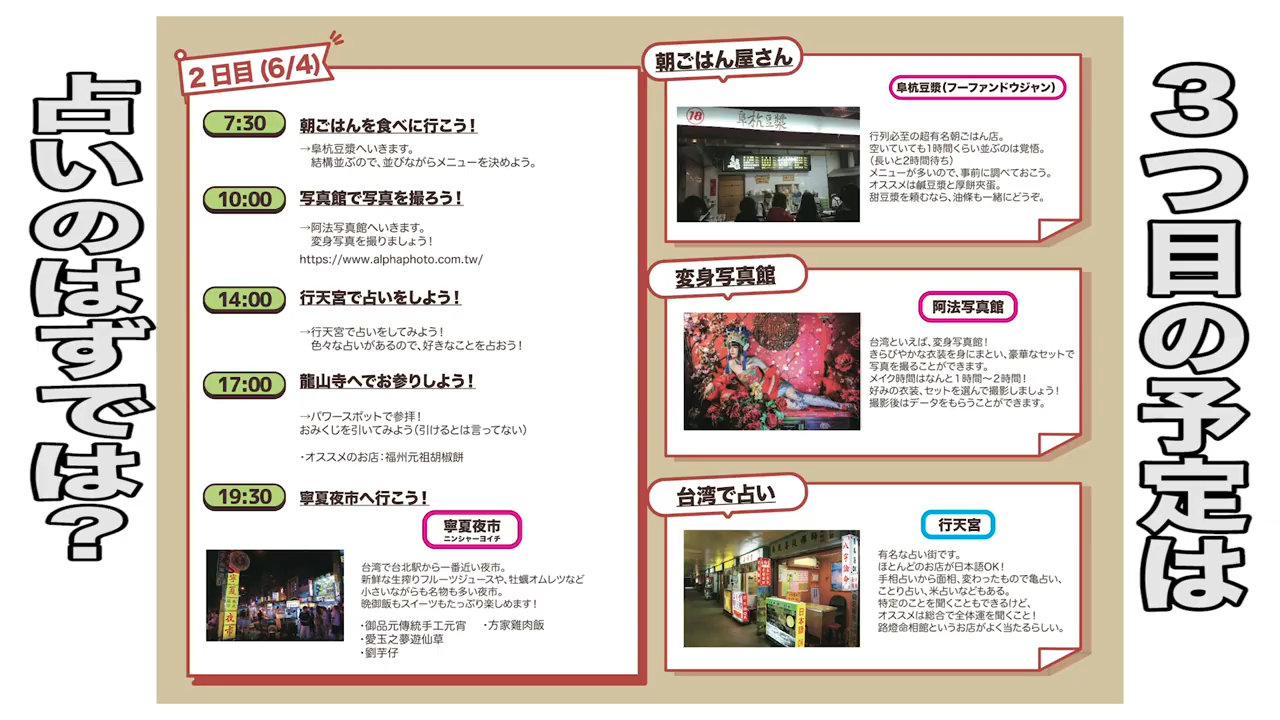 3つ目の予定は
占いのはずでは?
2日目(6/4)
7:30
朝ごはんを食べに行こう!
→阜杭豆漿へいきます。
結構並ぶので、並びながらメニューを決めよう。
10:00
写真館で写真を撮ろう!
→阿法写真館へいきます。
変身写真を撮りましょう!
https://www.alphaphoto.com.tw/
14:00
行天宮で占いをしよう!
→行天宮で占いをしてみよう!
色々な占いがあるので、好きなことを占おう!
17:00
龍山寺へでお参りしよう!
→パワースポットで参拝!
おみくじを引いてみよう(引けるとは言ってない)
・オススメのお店:福州元祖胡椒餅
19:30
寧夏夜市へ行こう!
寧夏夜市
ニンシャーヨイチ
寧夏夜市
台湾で台北駅から一番近い夜市。
新鮮な生搾りフルーツジュースや、牡蠣オムレツなど
小さいながらも名物も多い夜市。
晩御飯もスイーツもたっぷり楽しめます!
・御品元傳統手工元宵 ・方家雞肉飯
・愛玉之夢遊仙草
・劉芋仔
朝ごはん屋さん
阜杭豆漿(フーファンドウジャン)
18
阜杭豆漿
行列必至の超有名朝ごはん店。
空いていても1時間くらい並ぶのは覚悟。
(長いと2時間待ち)
メニューが多いので、事前に調べておこう。
オススメは鹹豆漿と厚餅夾蛋。
甜豆漿を頼むなら、油條も一緒にどうぞ。
変身写真館
阿法写真館
台湾といえば、変身写真館!
きらびやかな衣装を身にまとい、豪華なセットで
写真を撮ることができます。
メイク時間はなんと1時間〜2時間!
好みの衣装、セットを選んで撮影しましょう!
撮影後はデータをもらうことができます。
台湾で占い
行天宮
八字論命
日本語
有名な占い街です。
ほとんどのお店が日本語OK!
手相占いから面相、変わったもので亀占い、
ことり占い、米占いなどもある。
特定のことを聞くこともできるけど、
オススメは総合で全体運を聞くこと!
路燈命相館というお店がよく当たるらしい。